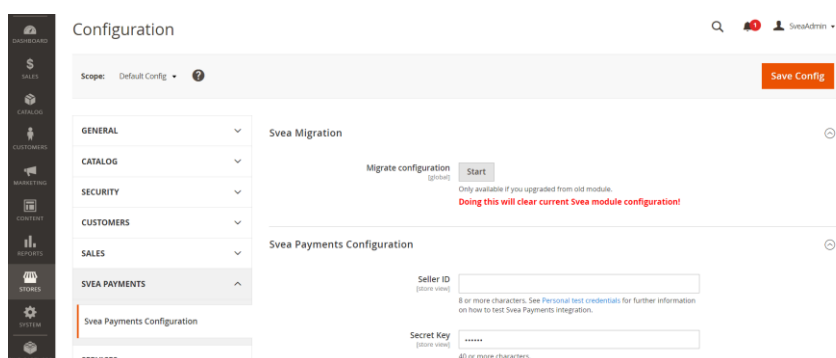 Configuration
1
SveaAdmin
DASHBOARD
SALES
CATALOG
CUSTOMERS
MARKETING
CONTENT
REPORTS
STORES
SYSTEM
Scope: Default Config ?
Save Config
GENERAL
CATALOG
SECURITY
CUSTOMERS
SALES
SVEA PAYMENTS
Svea Payments Configuration
SERVICES
Svea Migration
Migrate configuration
[global]
Start
Only available if you upgraded from old module.
Doing this will clear current Svea module configuration!
Svea Payments Configuration
Seller ID
[store view]
8 or more characters. See Personal test credentials for further information
on how to test Svea Payments integration.
Secret Key
[store view]
......
40 or more characters.